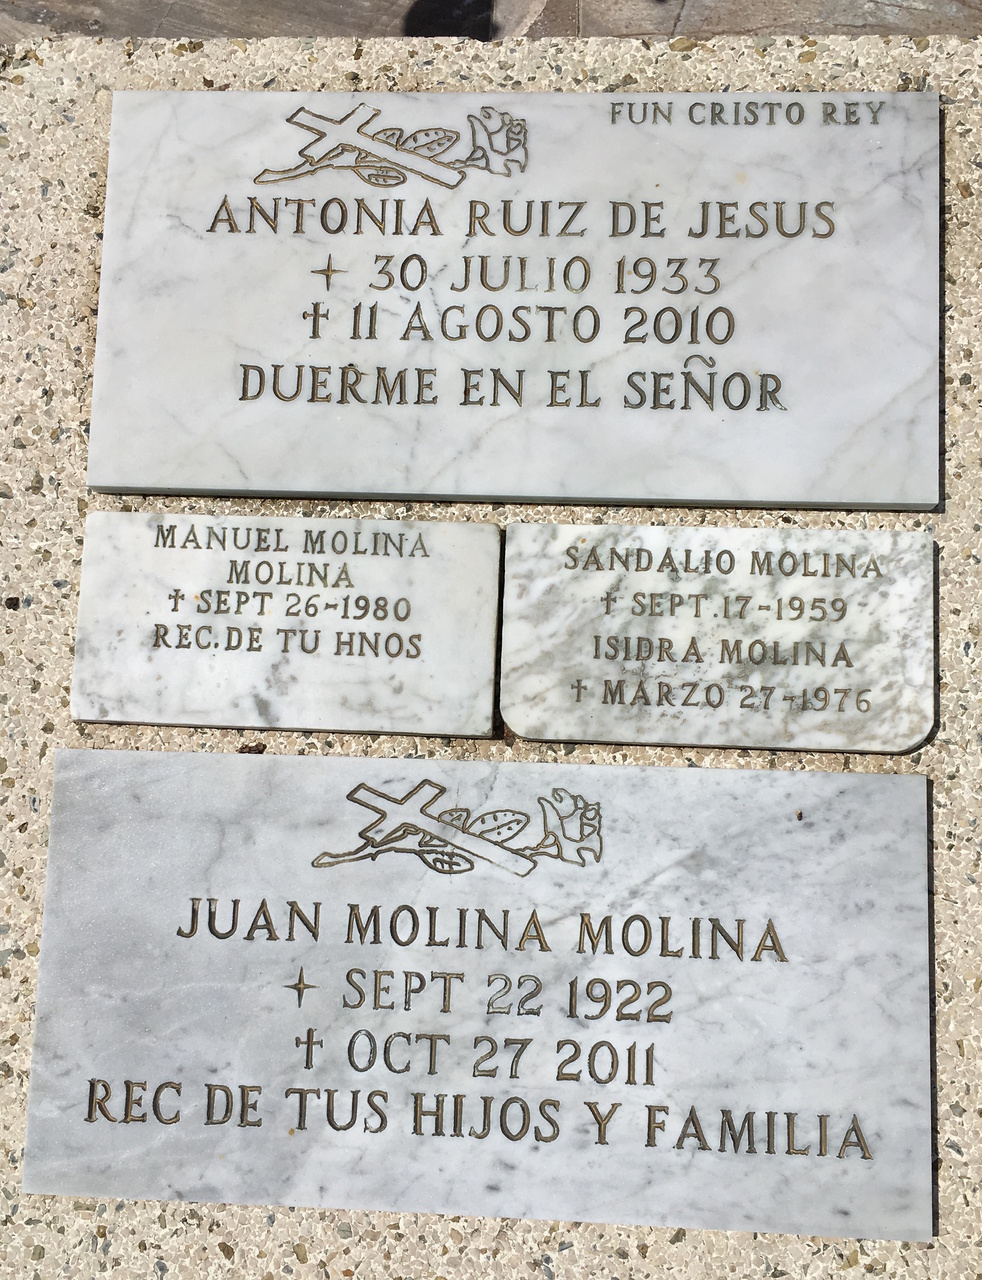 FUN CRISTO REY
ANTONIA RUIZ DE JESUS
30 JULIO 1933
† 11 AGOSTO 2010
DUERME EN EL SEÑOR
MANUEL MOLINA
MOLINA
† SEPT 26-1980
REC. DE TU HNOS
SANDALIO MOLINA
† SEPT. 17-1959
ISIDRA MOLINA
† MARZO 27-1976
JUAN MOLINA MOLINA
SEPT 22 1922
† OCT 27 2011
REC DE TUS HIJOS Y FAMILIA